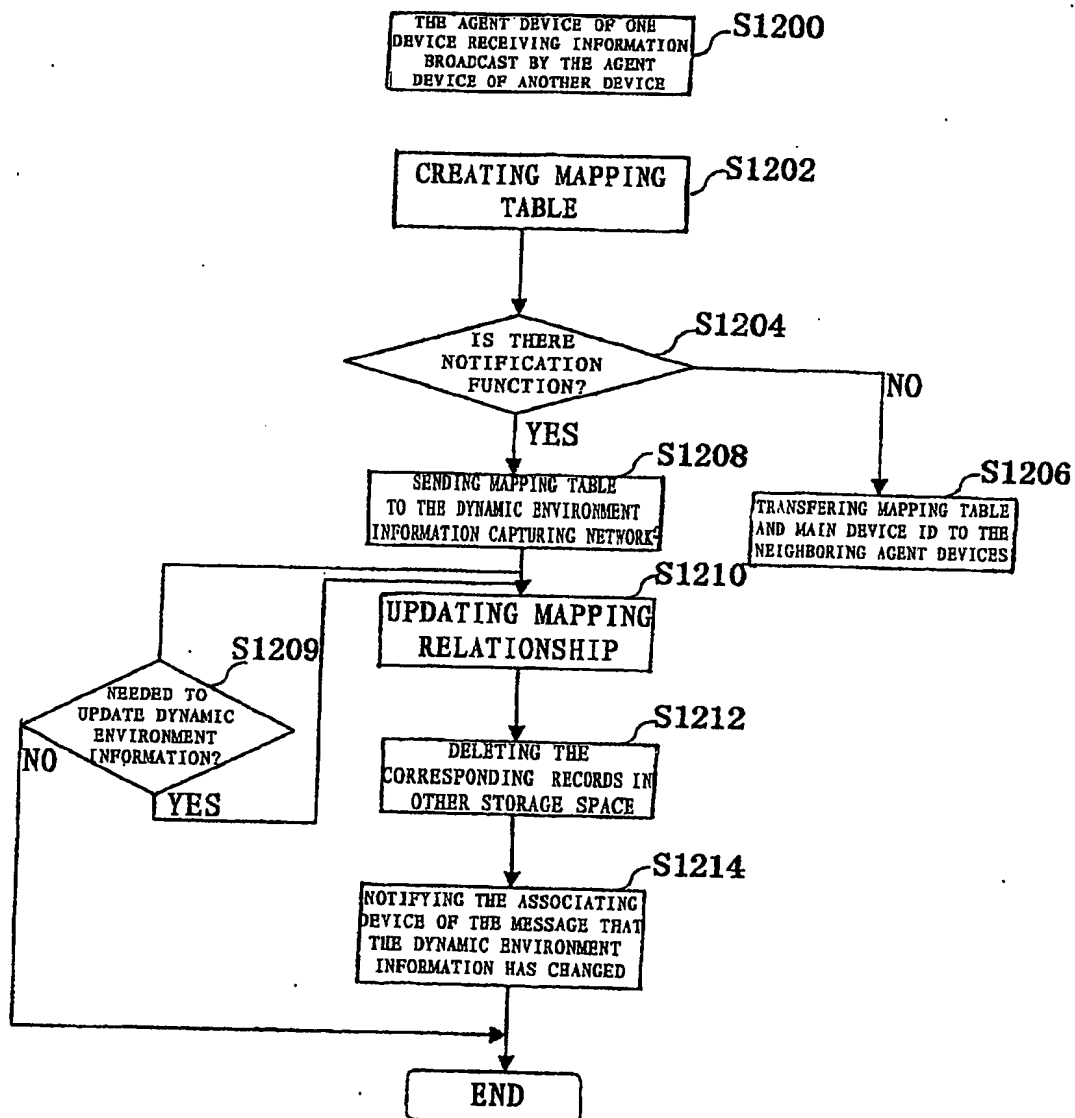 THE AGENT DEVICE OF ONE
DEVICE RECEIVING INFORMATION
BROADCAST BY THE AGENT
DEVICE OF ANOTHER DEVICE
S1200
CREATING MAPPING
TABLE
S1202
IS THERE
NOTIFICATION
FUNCTION?
S1204
NO
YES
S1208
SENDING MAPPING TABLE
TO THE DYNAMIC ENVIRONMENT
INFORMATION CAPTURING NETWORK
S1206
TRANSFERING MAPPING TABLE
AND MAIN DEVICE ID TO THE
NEIGHBORING AGENT DEVICES
S1210
UPDATING MAPPING
RELATIONSHIP
S1209
NEEDED TO
UPDATE DYNAMIC
ENVIRONMENT
INFORMATION?
NO
YES
S1212
DELETING THE
CORRESPONDING RECORDS IN
OTHER STORAGE SPACE
S1214
NOTIFYING THE ASSOCIATING
DEVICE OF THE MESSAGE THAT
THE DYNAMIC ENVIRONMENT
INFORMATION HAS CHANGED
END